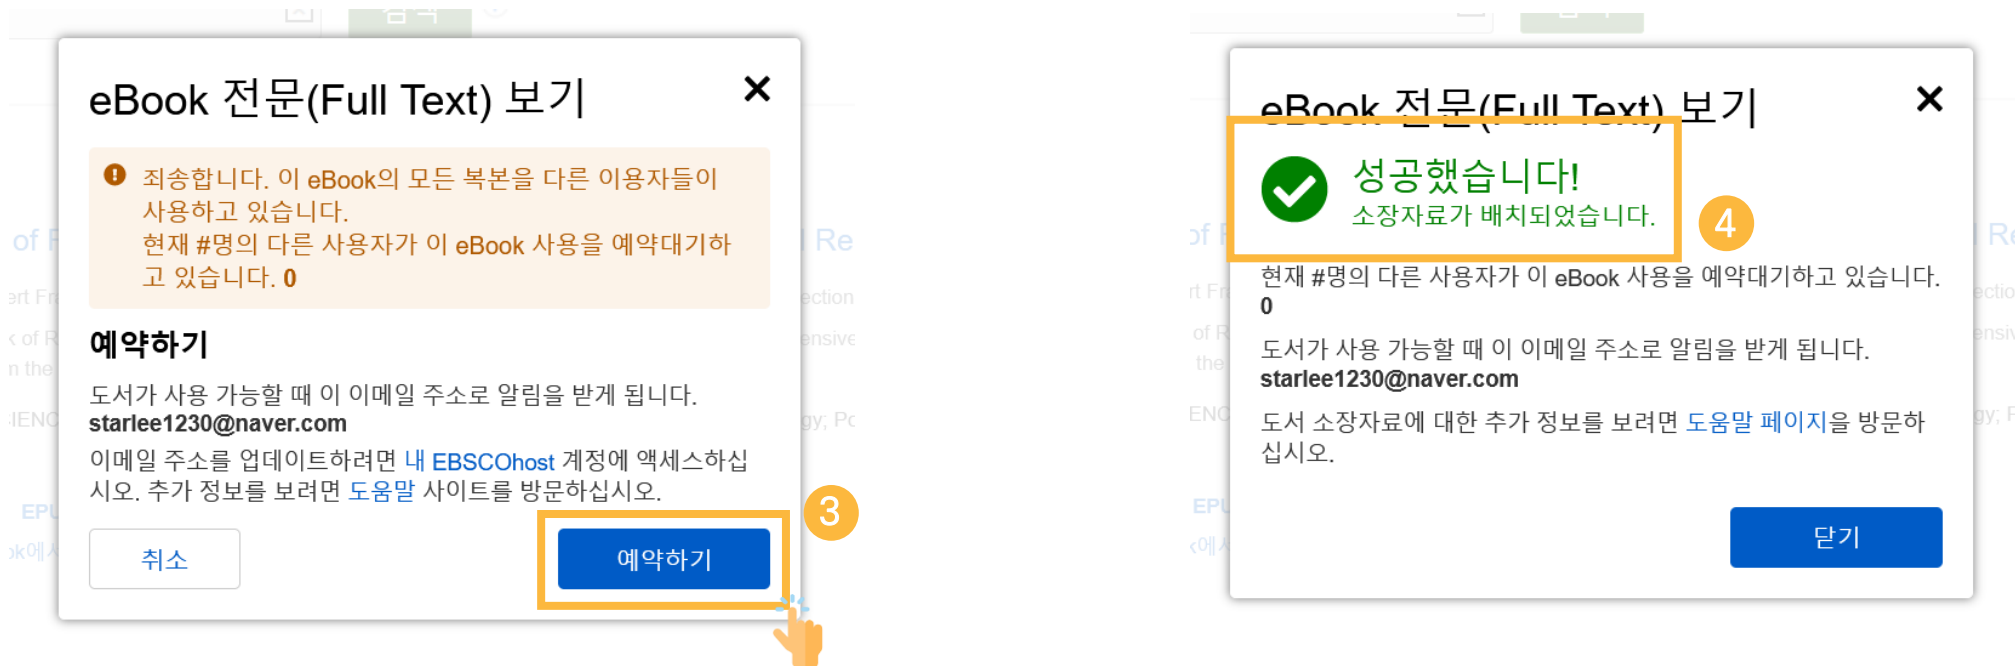 eBook 전문(Full Text) 보기
죄송합니다. 이 eBook의 모든 복본을 다른 이용자들이
사용하고 있습니다.
현재 #명의 다른 사용자가 이 eBook 사용을 예약대기하
고 있습니다. 0
예약하기
도서가 사용 가능할 때 이 이메일 주소로 알림을 받게 됩니다.
starlee1230@naver.com
이메일 주소를 업데이트하려면 내 EBSCOhost 계정에 액세스하십
시오. 추가 정보를 보려면 도움말 사이트를 방문하십시오.
취소
예약하기
3
eBook 전문(Full Text) 보기
성공했습니다!
소장자료가 배치되었습니다.
4
현재 #명의 다른 사용자가 이 eBook 사용을 예약대기하고 있습니다.
0
도서가 사용 가능할 때 이 이메일 주소로 알림을 받게 됩니다.
starlee1230@naver.com
도서 소장자료에 대한 추가 정보를 보려면 도움말 페이지을 방문하
십시오.
닫기